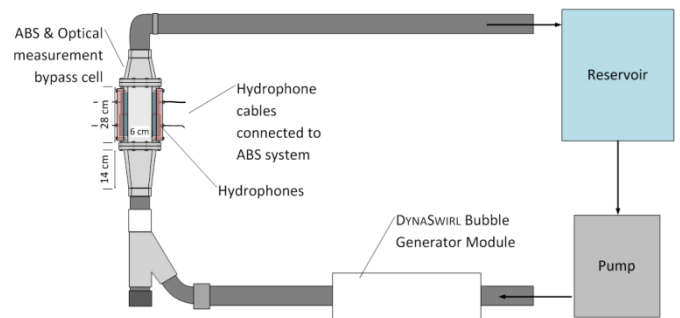 ABS & Optical
measurement
bypass cell
28 cm
6 cm
14 cm
Hydrophone
cables
connected to
ABS system
Hydrophones
DYNASWIRL Bubble
Generator Module
Reservoir
Pump